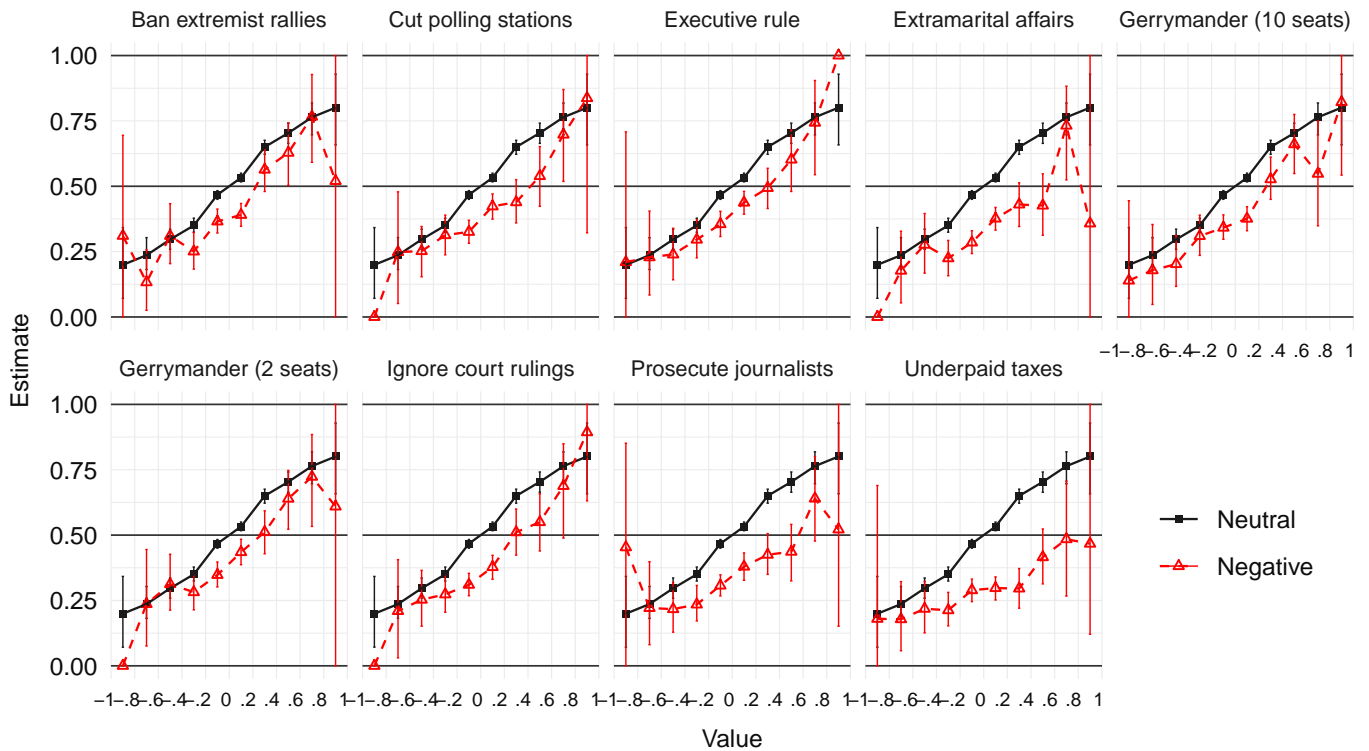 Ban extremist rallies
Cut polling stations
Executive rule
Extramarital affairs
Gerrymander (10 seats)
1.00
0.75
0.50
0.25
0.00
−1 −.8 −.6 −.4 −.2 0 .2 .4 .6 .8 1
Estimate
Gerrymander (2 seats)
Ignore court rulings
Prosecute journalists
Underpaid taxes
1.00
0.75
0.50
0.25
0.00
−1 −.8 −.6 −.4 −.2 0 .2 .4 .6 .8 1
−1 −.8 −.6 −.4 −.2 0 .2 .4 .6 .8 1
−1 −.8 −.6 −.4 −.2 0 .2 .4 .6 .8 1
−1 −.8 −.6 −.4 −.2 0 .2 .4 .6 .8 1
Value
Neutral
Negative